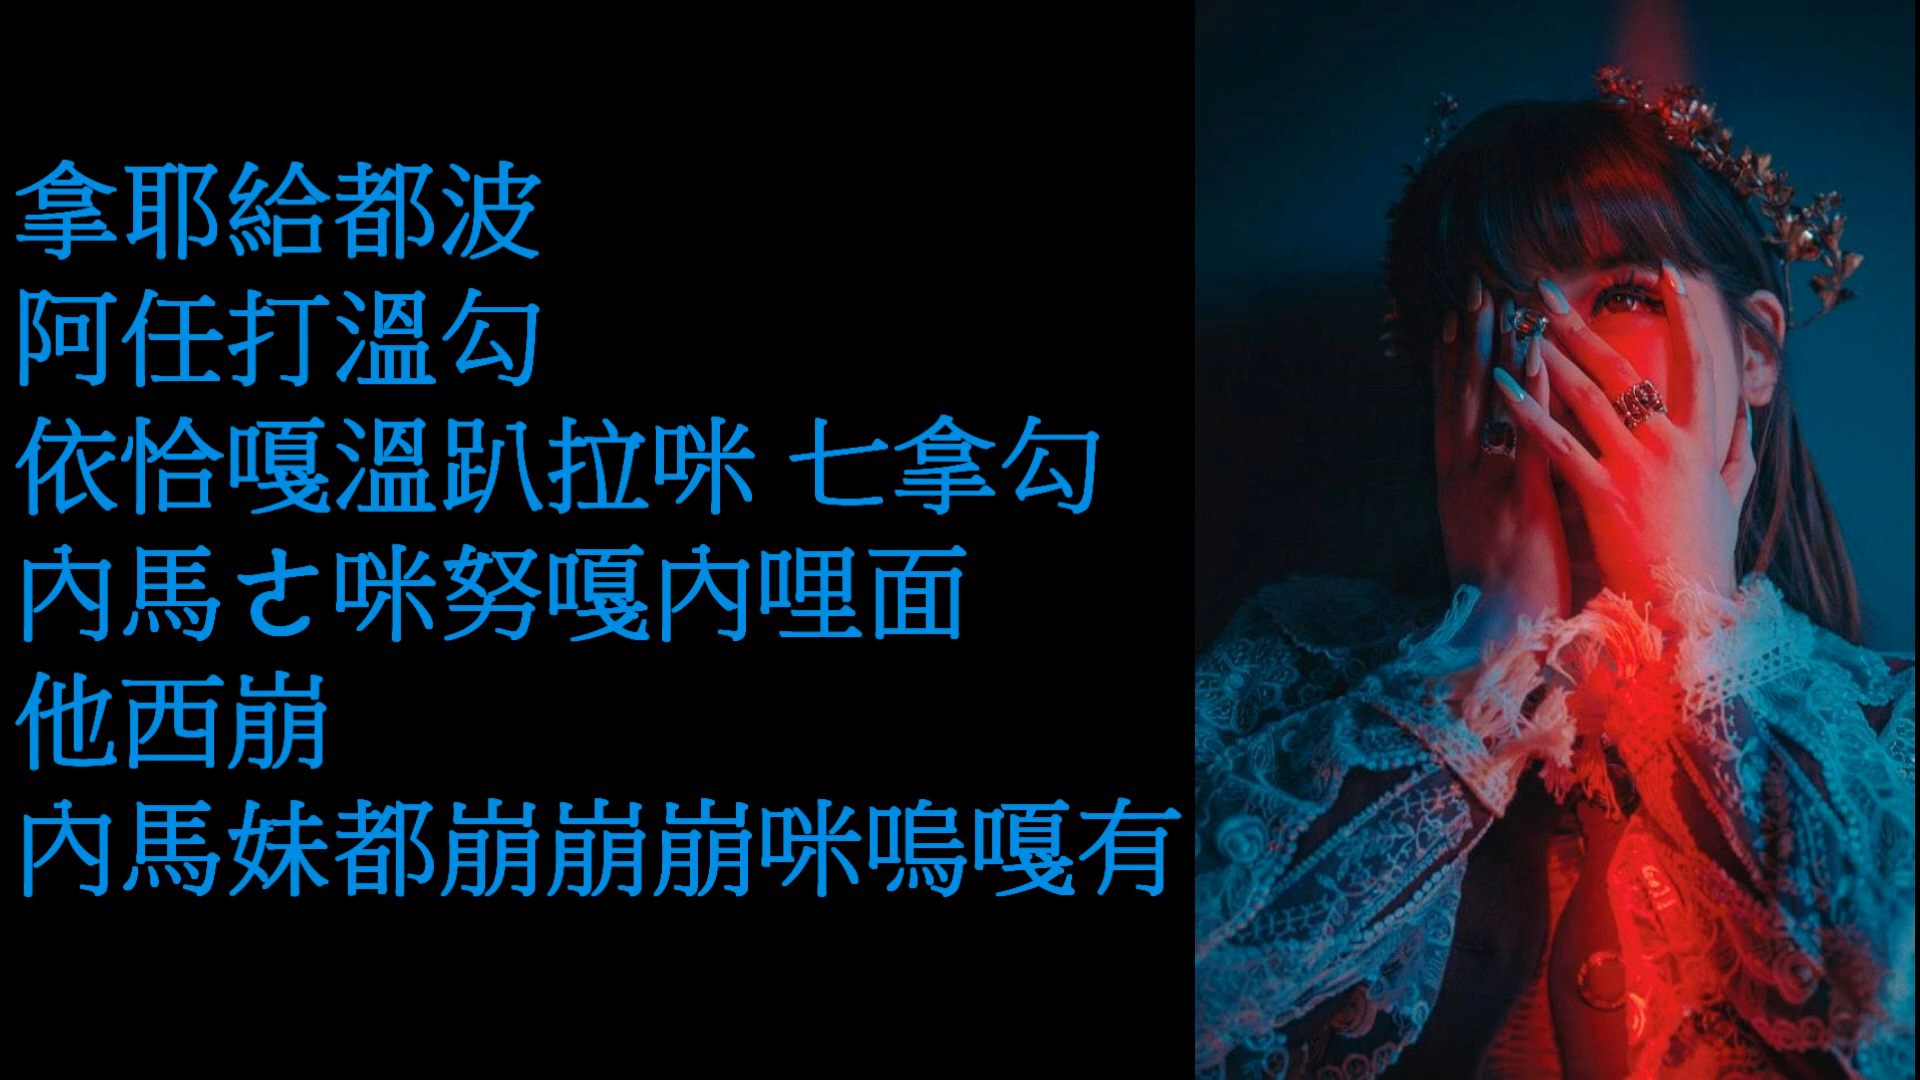 拿耶給都波
阿任打溫勾
依恰嘎溫趴拉咪 七拿勾
內馬ㄜ咪努嘎內哩面
他西崩
內馬妹都崩崩崩咪嗚嘎有